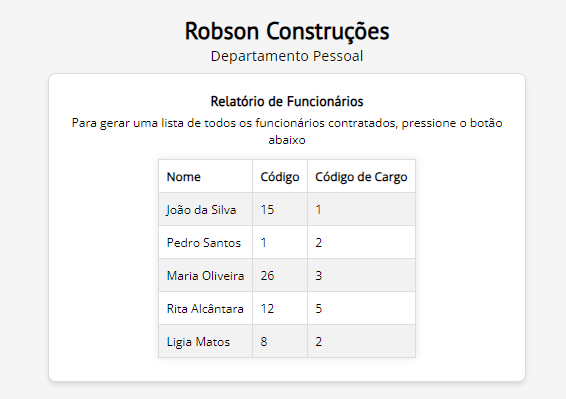 Robson Construções
Departamento Pessoal
Relatório de Funcionários
Para gerar uma lista de todos os funcionários contratados, pressione o botão
abaixo
Nome Código Código de Cargo
João da Silva 15 1
Pedro Santos 1 2
Maria Oliveira 26 3
Rita Alcântara 12 5
Ligia Matos 8 2